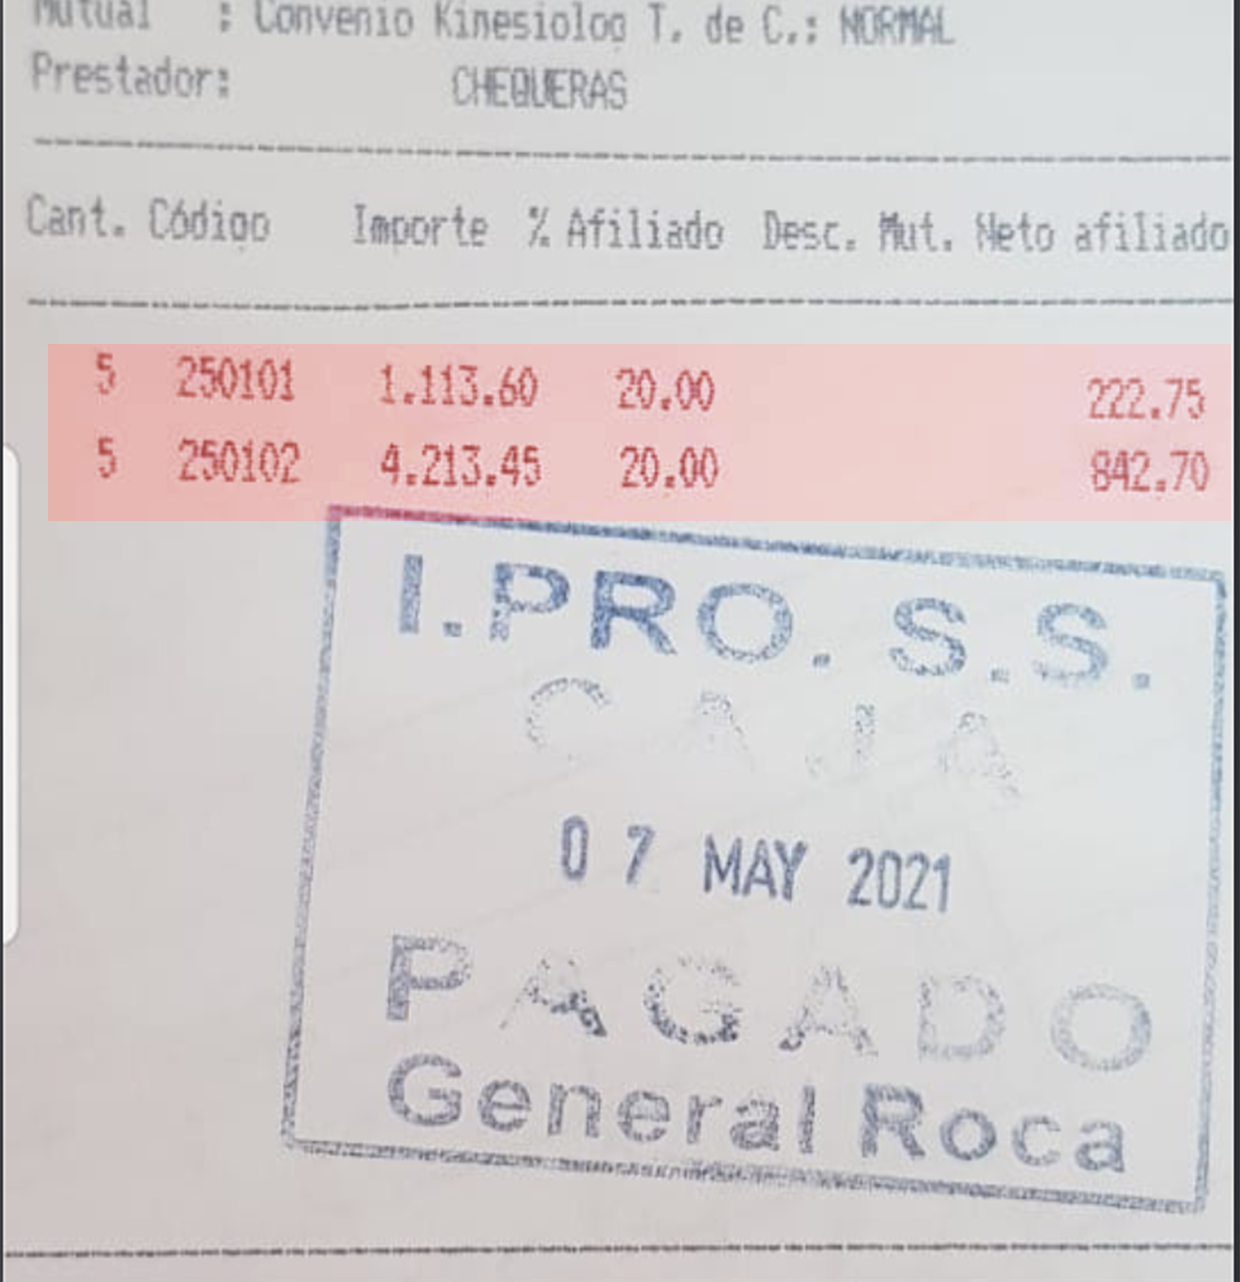 Mutual : Convenio Kinesiolog T. de C.: NORMAL
Prestador: CHEQUERAS
Cant. Código Importe % Afiliado Desc. Mut. Neto afiliado
5 250101 1.113.60 20.00 222.75
5 250102 4.213.45 20.00 842.70
I.PRO. S.S.
CAJA
07 MAY 2021
PAGADO
General Roca